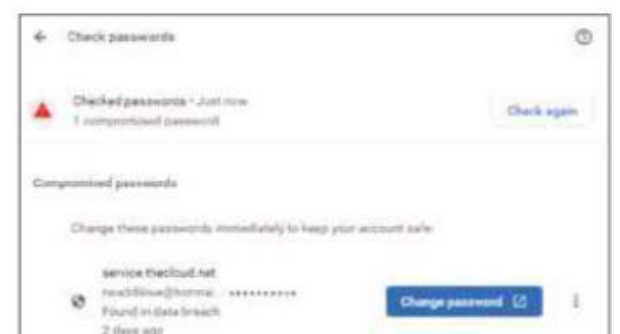 Check passwords
Checked passwords • Just now
1 compromised password
Check again
Compromised passwords
Change these passwords immediately to keep your account safe:
service.thecloud.net
••••••••••
Found in data breach
2 days ago
Change password